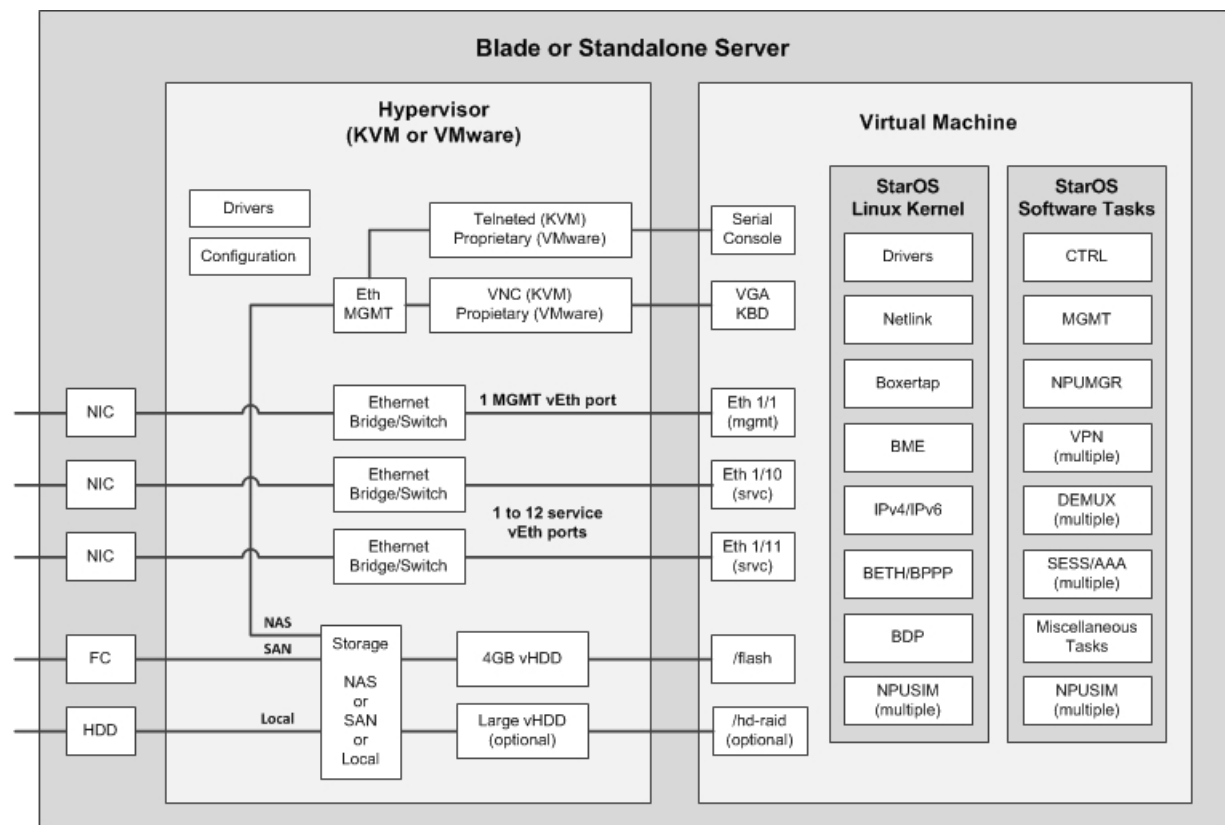 Blade or Standalone Server
Hypervisor
(KVM or VMware)
Drivers
Configuration
Telneted (KVM)
Proprietary (VMware)
Eth
MGMT
VNC (KVM)
Propietary (VMware)
NIC
Ethernet
Bridge/Switch
1 MGMT vEth port
NIC
Ethernet
Bridge/Switch
1 to 12 service
vEth ports
NIC
Ethernet
Bridge/Switch
NAS
SAN
FC
Local
HDD
Storage
NAS
or
SAN
or
Local
4GB vHDD
Large vHDD
(optional)
Virtual Machine
Serial
Console
VGA
KBD
Eth 1/1
(mgmt)
Eth 1/10
(srvc)
Eth 1/11
(srvc)
/flash
/hd-raid
(optional)
StarOS
Linux Kernel
Drivers
Netlink
Boxertap
BME
IPv4/IPv6
BETH/BPPP
BDP
NPUSIM
(multiple)
StarOS
Software Tasks
CTRL
MGMT
NPUMGR
VPN
(multiple)
DEMUX
(multiple)
SESS/AAA
(multiple)
Miscellaneous
Tasks
NPUSIM
(multiple)